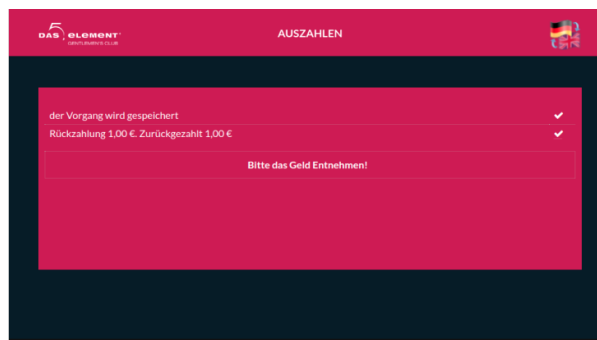 DAS 5. ELEMENT
GENTLEMEN'S CLUB
AUSZAHLEN
der Vorgang wird gespeichert
Rückzahlung 1,00 €. Zurückgezahlt 1,00 €
Bitte das Geld Entnehmen!